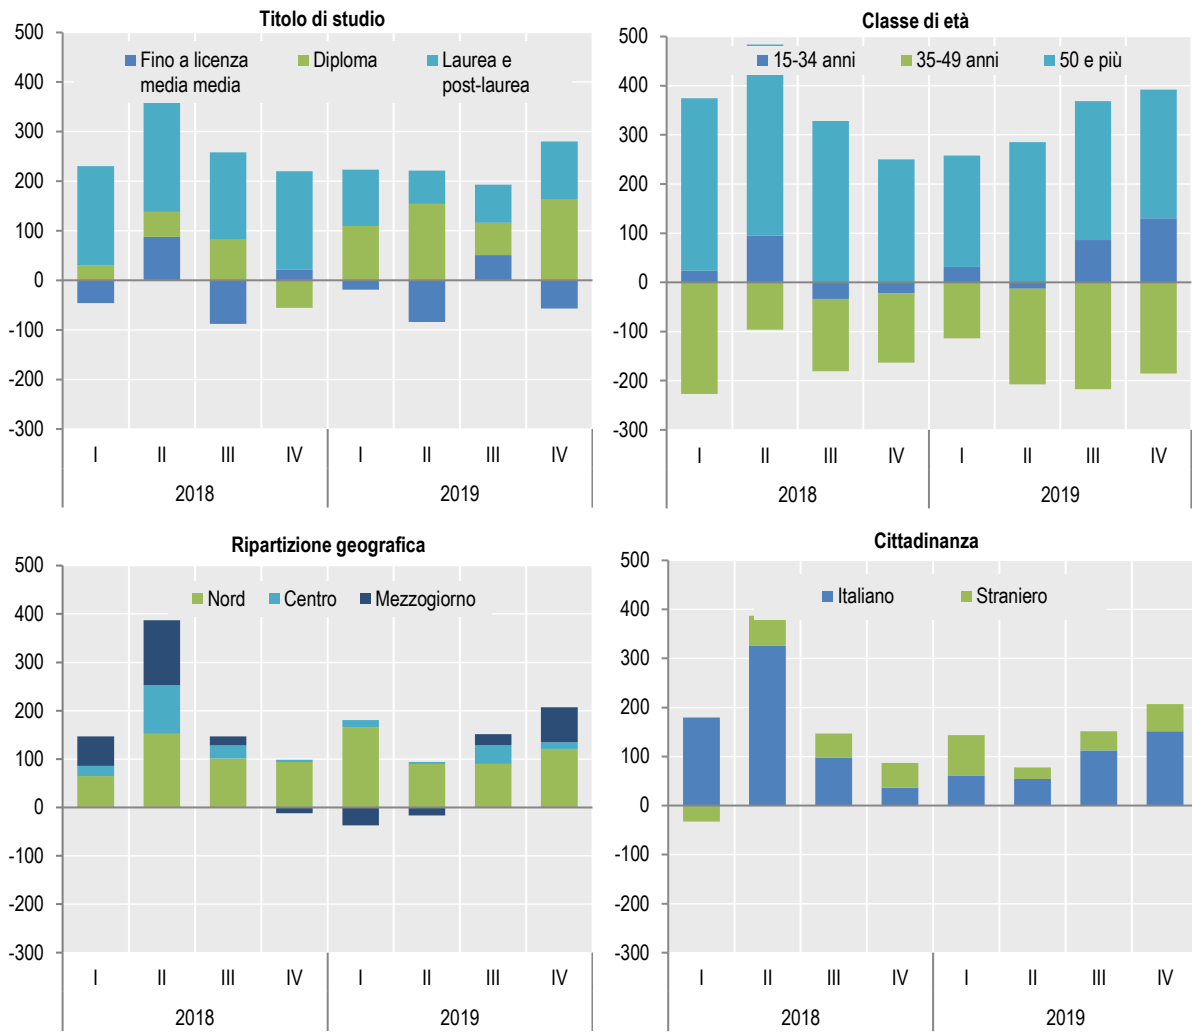 Titolo di studio
Fino a licenza media media
Diploma
Laurea e post-laurea
500
400
300
200
100
0
-100
-200
-300
I II III IV I II III IV
2018 2019
Classe di età
15-34 anni 35-49 anni 50 e più
500
400
300
200
100
0
-100
-200
-300
I II III IV I II III IV
2018 2019
Ripartizione geografica
Nord Centro Mezzogiorno
500
400
300
200
100
0
-100
-200
-300
I II III IV I II III IV
2018 2019
Cittadinanza
Italiano Straniero
500
400
300
200
100
0
-100
-200
-300
I II III IV I II III IV
2018 2019